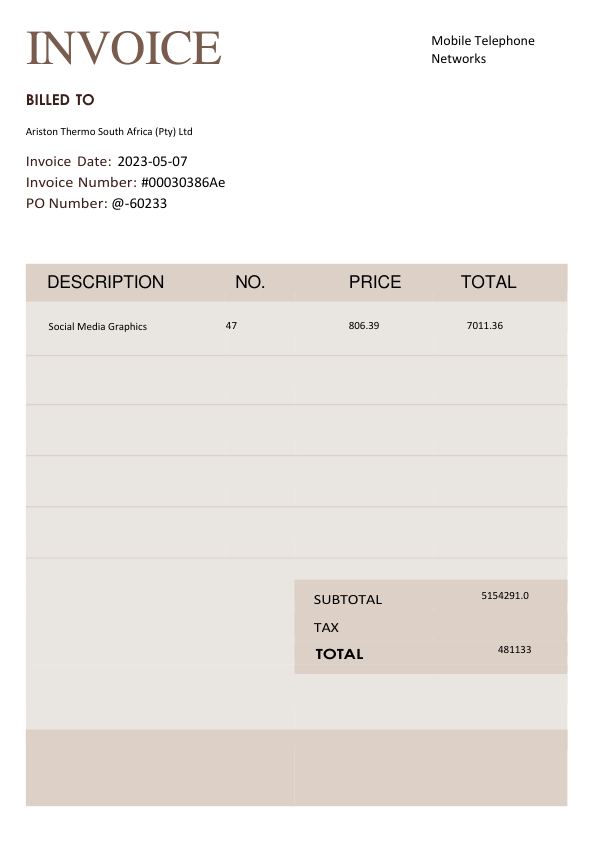 INVOICE
Mobile Telephone
Networks
BILLED TO
Ariston Thermo South Africa (Pty) Ltd
Invoice Date: 2023-05-07
Invoice Number: #00030386Ae
PO Number: @-60233
DESCRIPTION NO. PRICE TOTAL
Social Media Graphics 47 806.39 7011.36
SUBTOTAL 5154291.0
TAX
TOTAL 481133